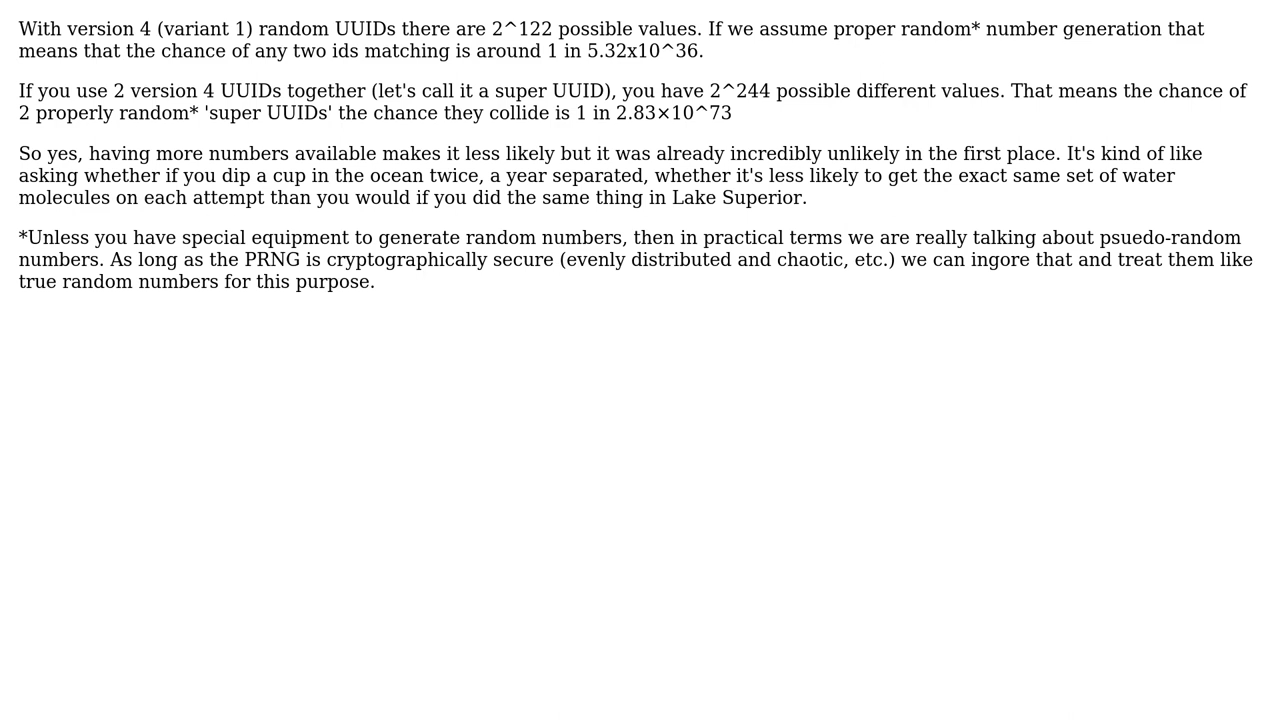 With version 4 (variant 1) random UUIDs there are 2^122 possible values. If we assume proper random* number generation that
means that the chance of any two ids matching is around 1 in 5.32x10^36.
If you use 2 version 4 UUIDs together (let's call it a super UUID), you have 2^244 possible different values. That means the chance of
2 properly random* 'super UUIDs' the chance they collide is 1 in 2.83×10^73
So yes, having more numbers available makes it less likely but it was already incredibly unlikely in the first place. It's kind of like
asking whether if you dip a cup in the ocean twice, a year separated, whether it's less likely to get the exact same set of water
molecules on each attempt than you would if you did the same thing in Lake Superior.
*Unless you have special equipment to generate random numbers, then in practical terms we are really talking about psuedo-random
numbers. As long as the PRNG is cryptographically secure (evenly distributed and chaotic, etc.) we can ingore that and treat them like
true random numbers for this purpose.